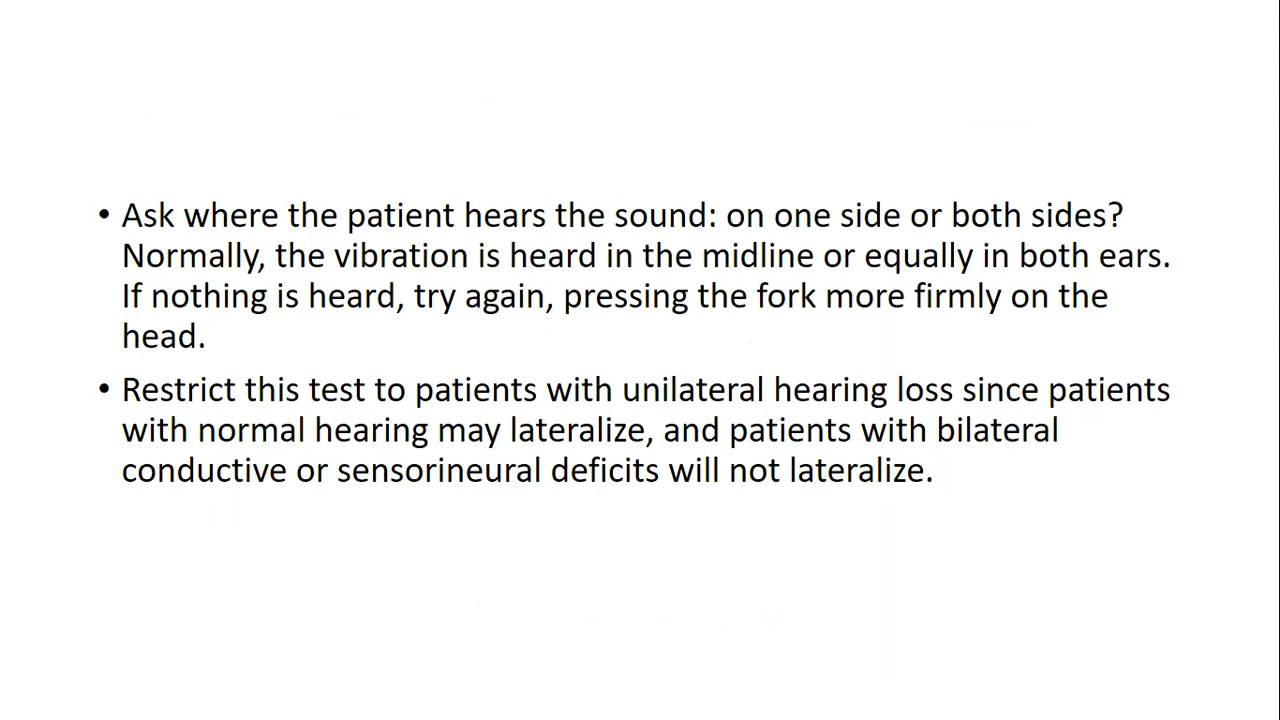 • Ask where the patient hears the sound: on one side or both sides?
Normally, the vibration is heard in the midline or equally in both ears.
If nothing is heard, try again, pressing the fork more firmly on the
head.
• Restrict this test to patients with unilateral hearing loss since patients
with normal hearing may lateralize, and patients with bilateral
conductive or sensorineural deficits will not lateralize.